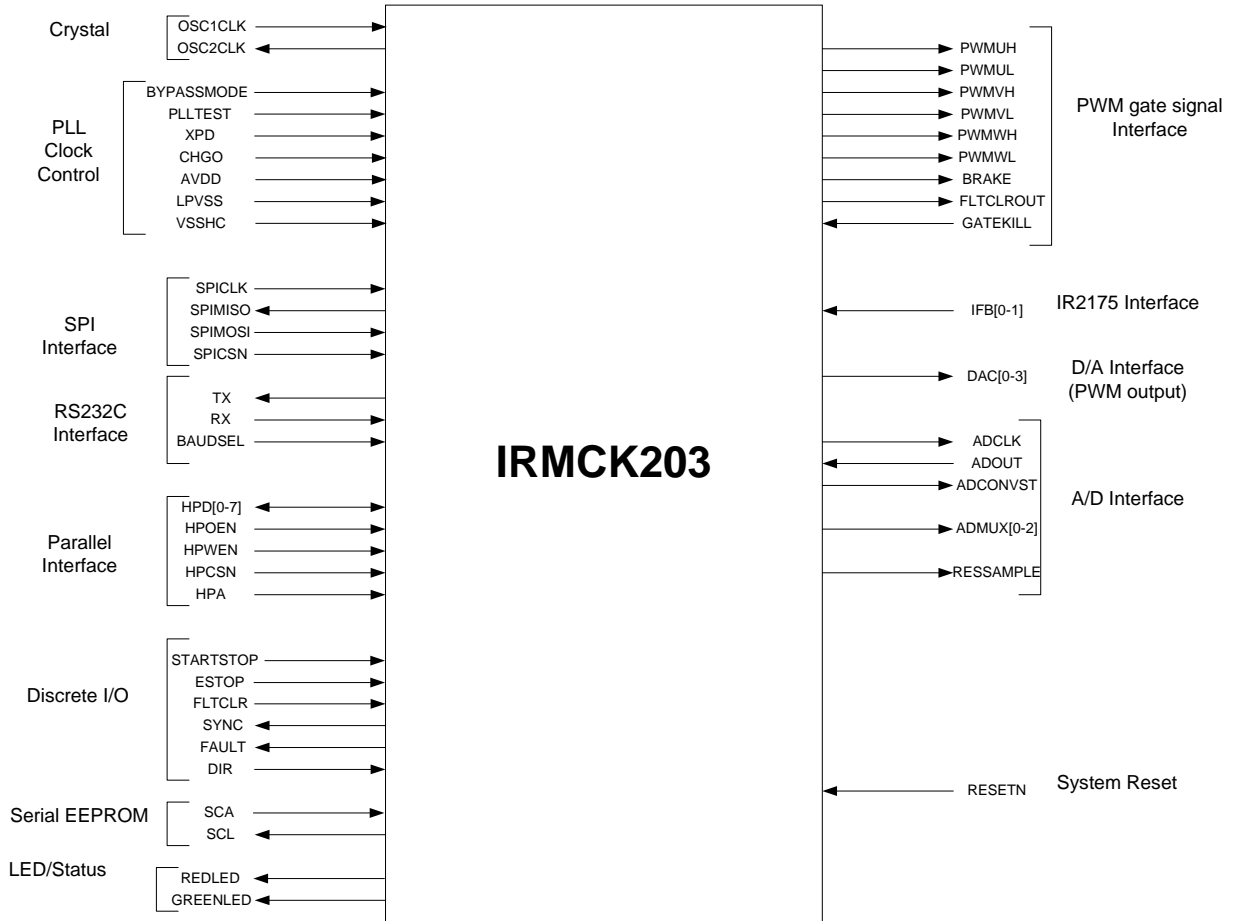 Crystal
OSC1CLK
OSC2CLK
PLL
Clock
Control
BYPASSMODE
PLLTEST
XPD
CHGO
AVDD
LPVSS
VSSHC
SPI
Interface
SPICLK
SPIMISO
SPIMOSI
SPICSN
RS232C
Interface
TX
RX
BAUDSEL
Parallel
Interface
HPD[0-7]
HPOEN
HPWEN
HPCSN
HPA
Discrete I/O
STARTSTOP
ESTOP
FLTCLR
SYNC
FAULT
DIR
Serial EEPROM
SCA
SCL
LED/Status
REDLED
GREENLED
IRMCK203
PWMUH
PWMUL
PWMVH
PWMVL
PWMWH
PWMWL
BRAKE
FLTCLROUT
GATEKILL
PWM gate signal
Interface
IFB[0-1]
IR2175 Interface
DAC[0-3]
D/A Interface
(PWM output)
ADCLK
ADOUT
ADCONVST
ADMUX[0-2]
RESSAMPLE
A/D Interface
RESETN
System Reset